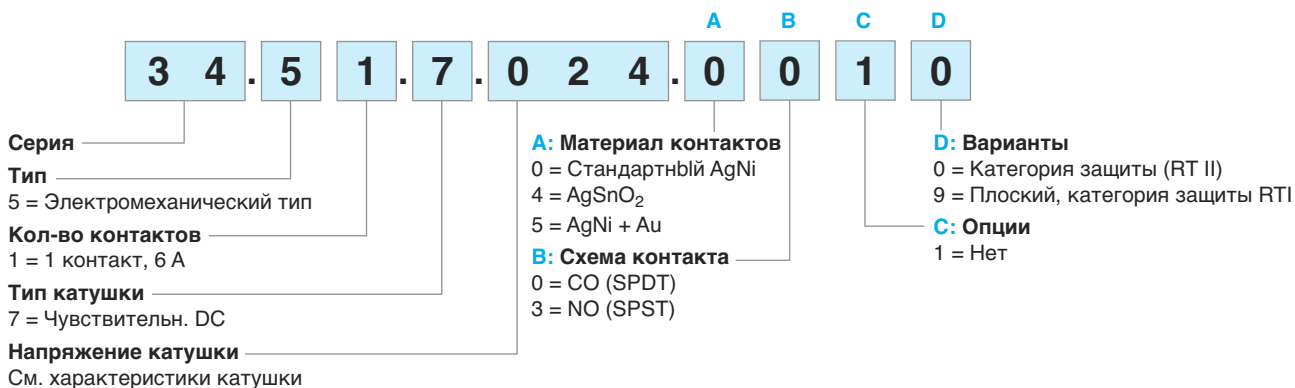 A B C D
3 4 . 5 1 . 7 . 0 2 4 . 0 0 1 0
Серия
Тип
5 = Электромеханический тип
Кол-во контактов
1 = 1 контакт, 6 A
Тип катушки
7 = Чувствительн. DC
Напряжение катушки
См. характеристики катушки
A: Материал контактов
0 = Стандартныlй AgNi
4 = AgSnO2
5 = AgNi + Au
B: Схема контакта
0 = CO (SPDT)
3 = NO (SPST)
D: Варианты
0 = Категория защиты (RT II)
9 = Плоский, категория защиты RTI
C: Опции
1 = Нет